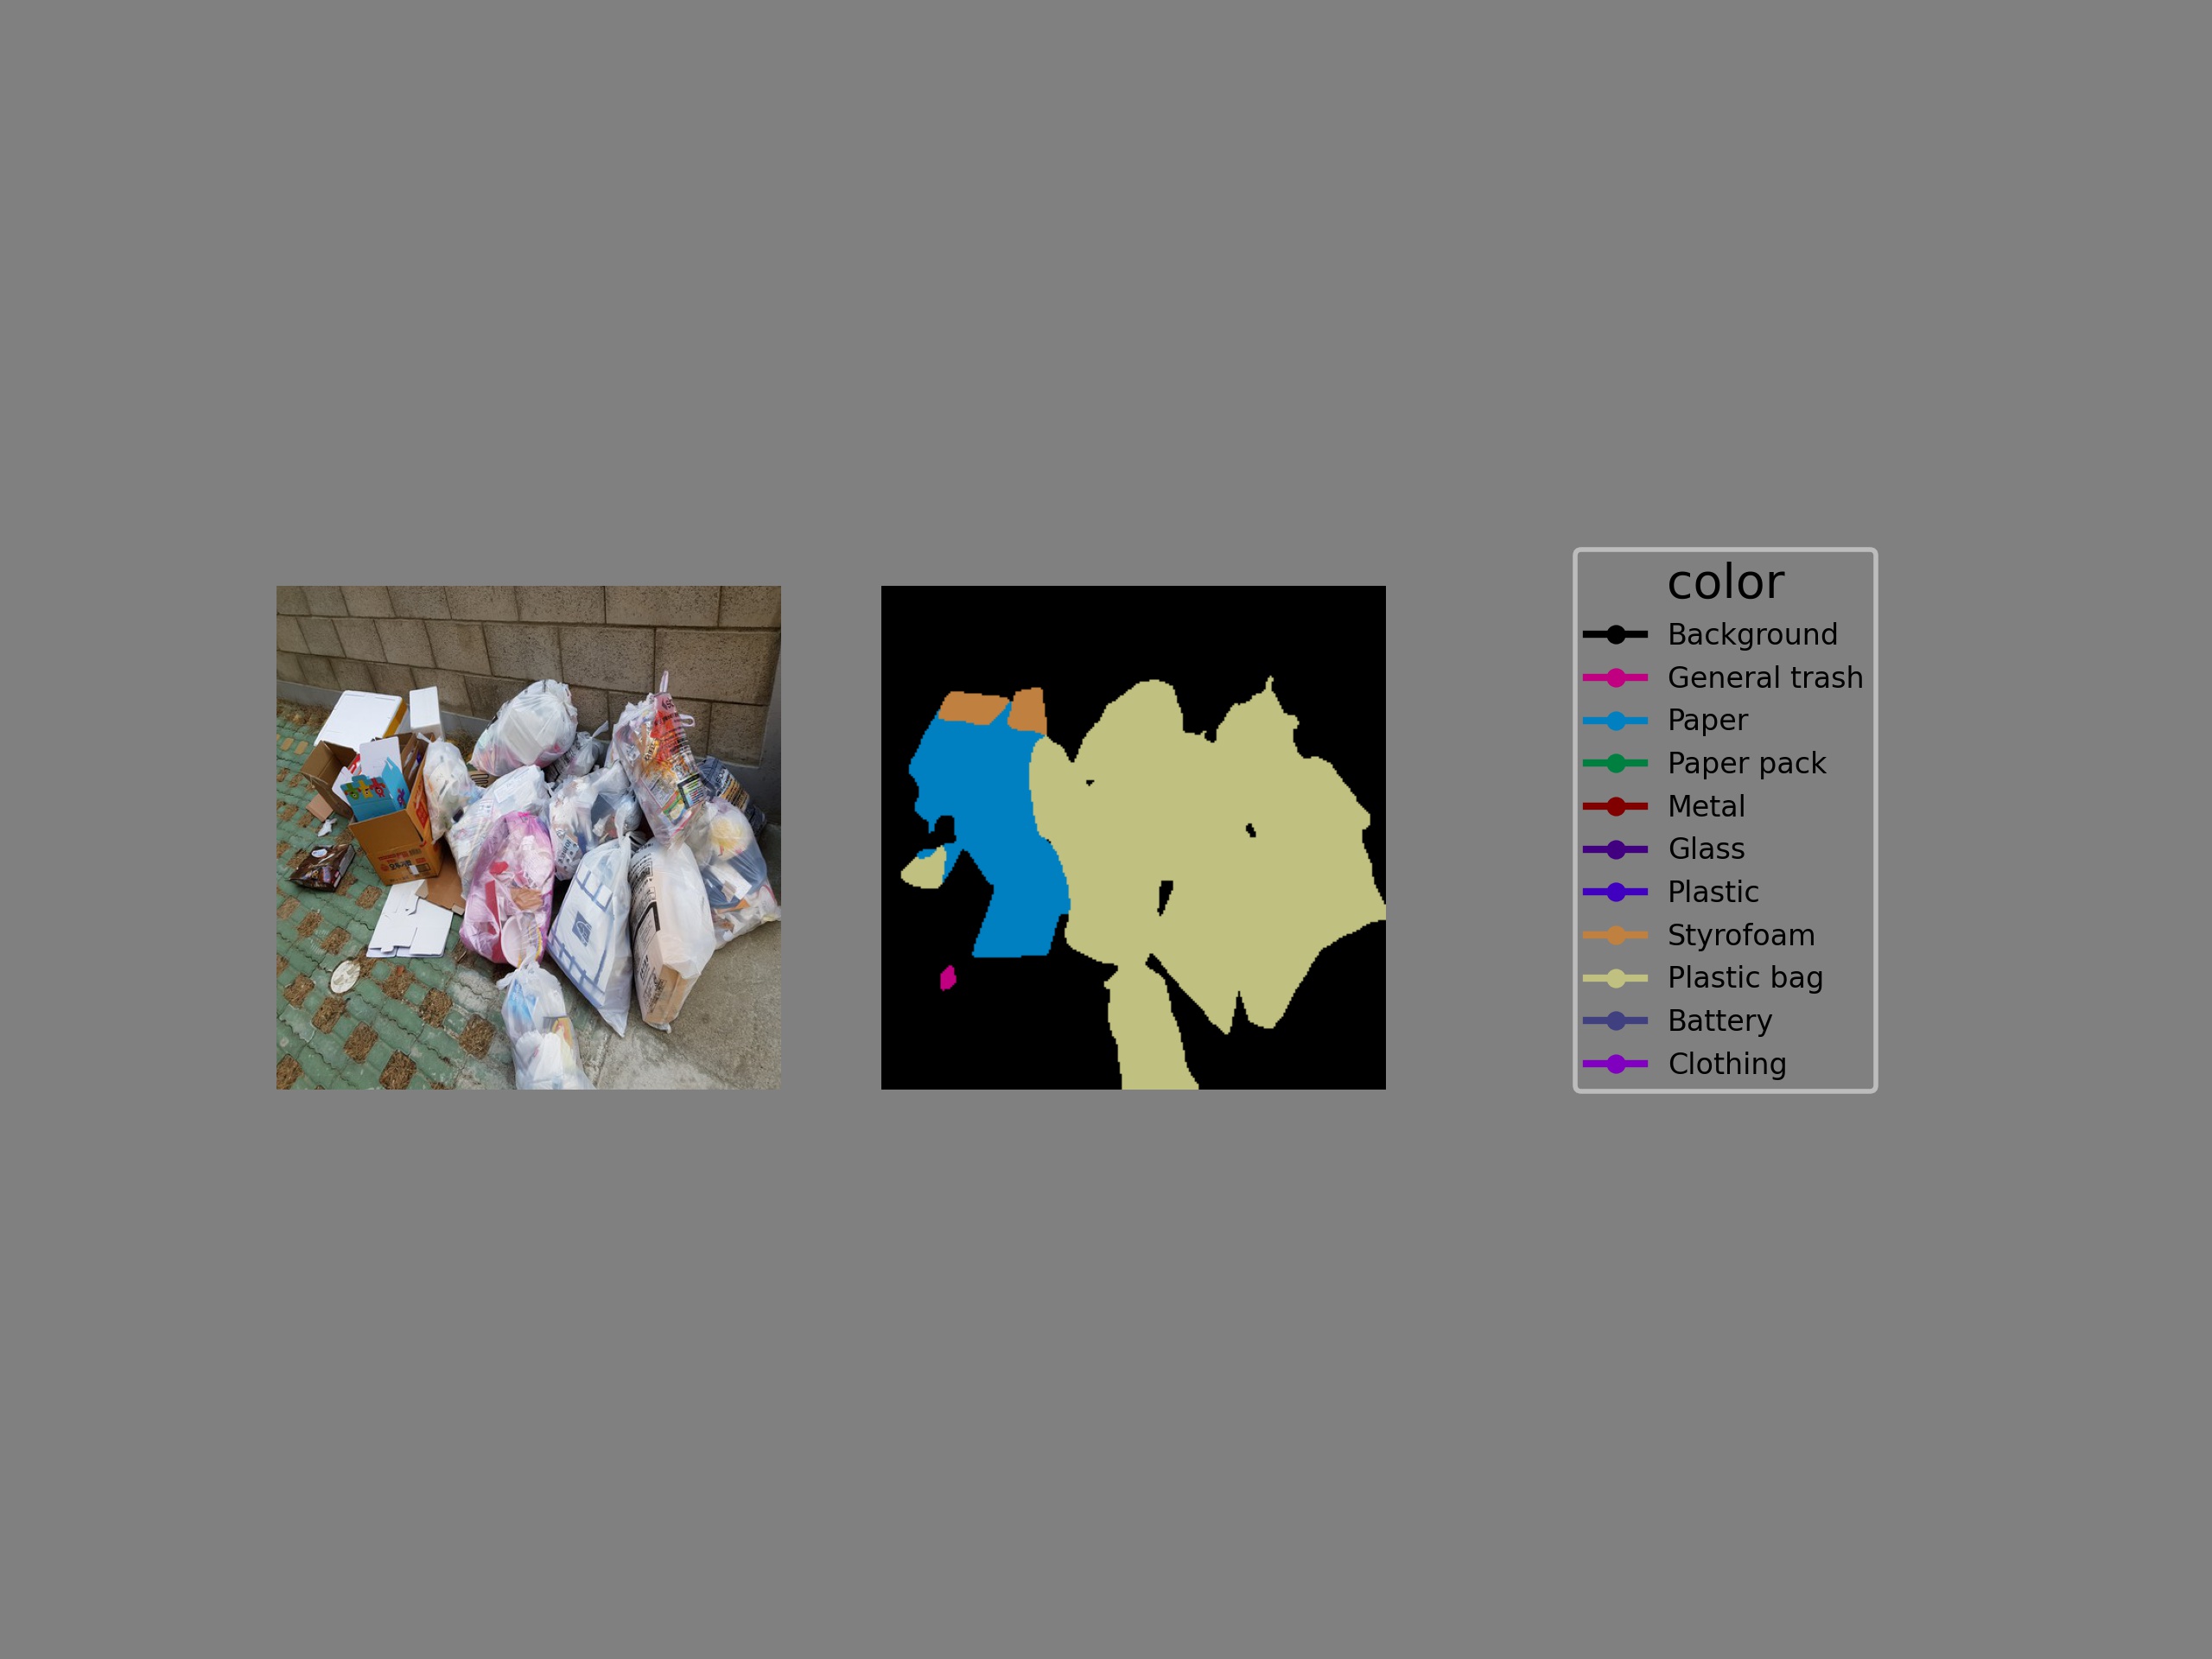 color
Background
General trash
Paper
Paper pack
Metal
Glass
Plastic
Styrofoam
Plastic bag
Battery
Clothing